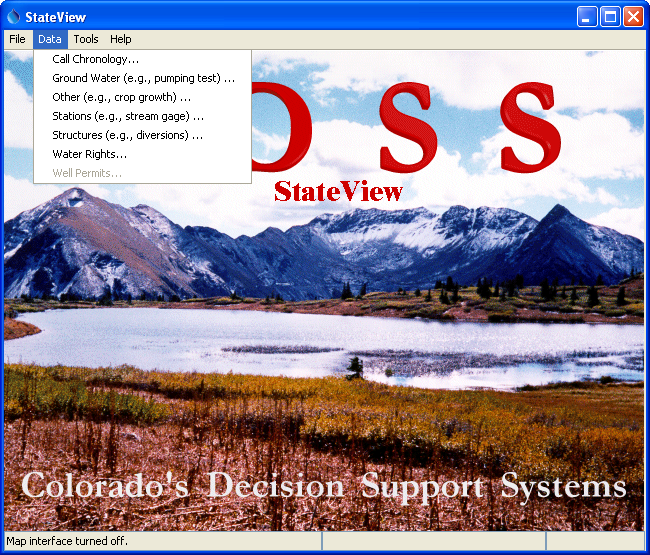 StateView
File Data Tools Help
Call Chronology...
Ground Water (e.g., pumping test) ...
Other (e.g., crop growth) ...
Stations (e.g., stream gage) ...
Structures (e.g., diversions) ...
Water Rights...
Well Permits...
SS
StateView
Colorado's Decision Support Systems
Map interface turned off.